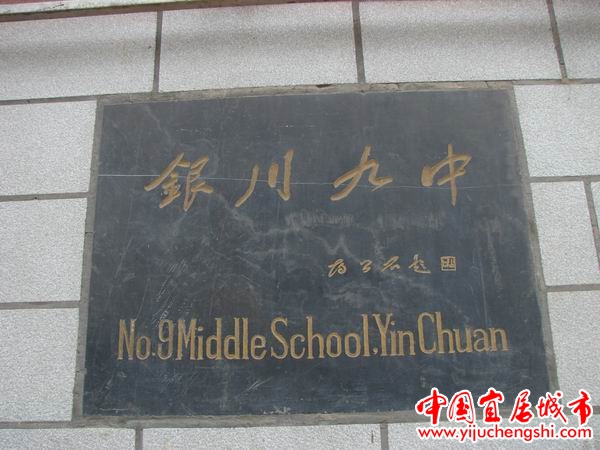 銀川九中
No.9 Middle School, Yin Chuan
中国宜居城市
www.yijuchengshi.com